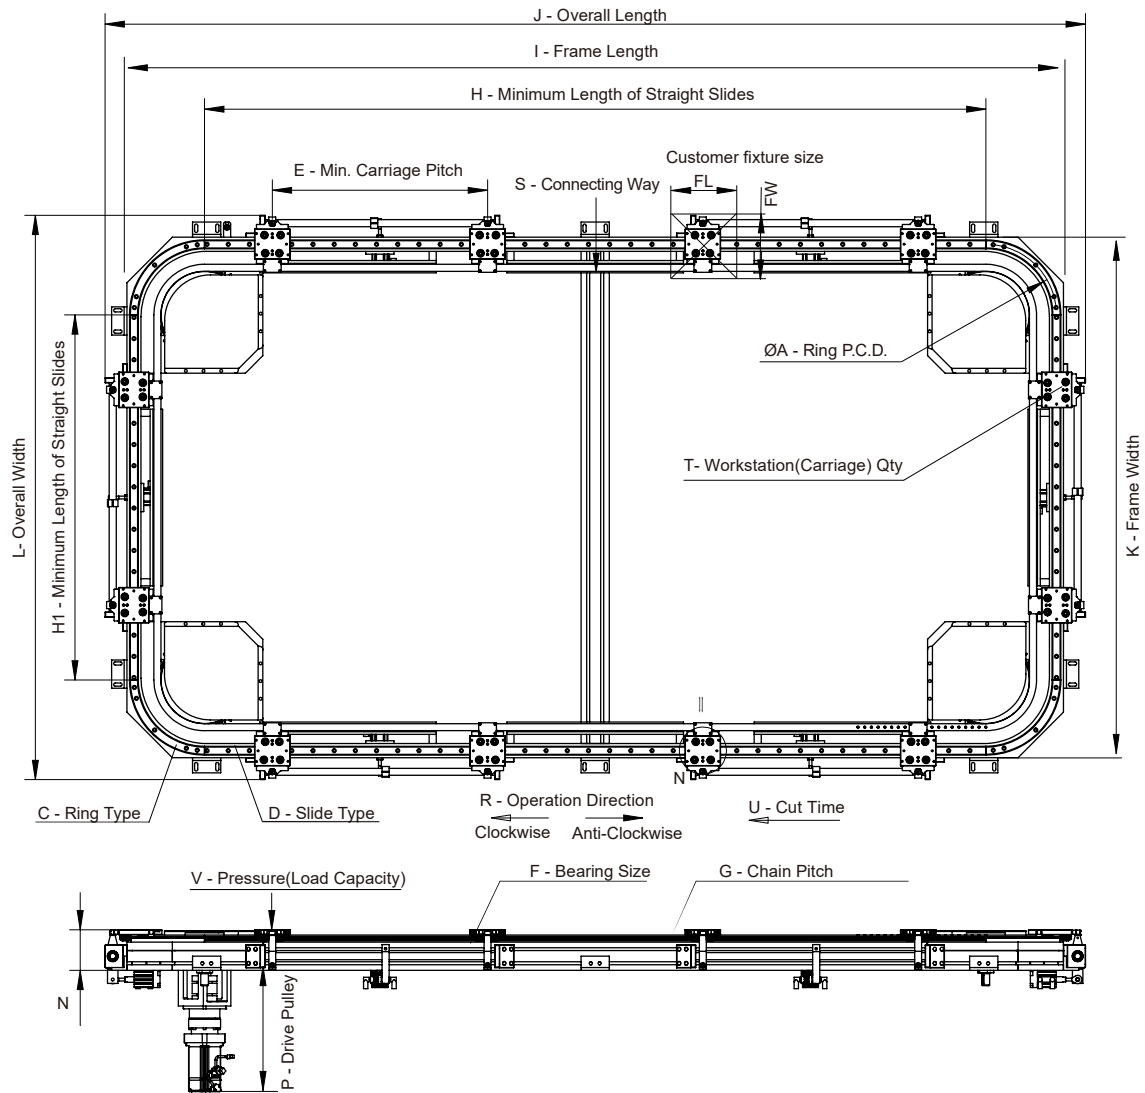 J - Overall Length
I - Frame Length
H - Minimum Length of Straight Slides
Customer fixture size
E - Min. Carriage Pitch
S - Connecting Way
FL
FW
ØA - Ring P.C.D.
H1 - Minimum Length of Straight Slides
L- Overall Width
T- Workstation(Carriage) Qty
K - Frame Width
N
C - Ring Type
D - Slide Type
R - Operation Direction
Clockwise
Anti-Clockwise
U - Cut Time
V - Pressure(Load Capacity)
F - Bearing Size
G - Chain Pitch
N
P - Drive Pulley